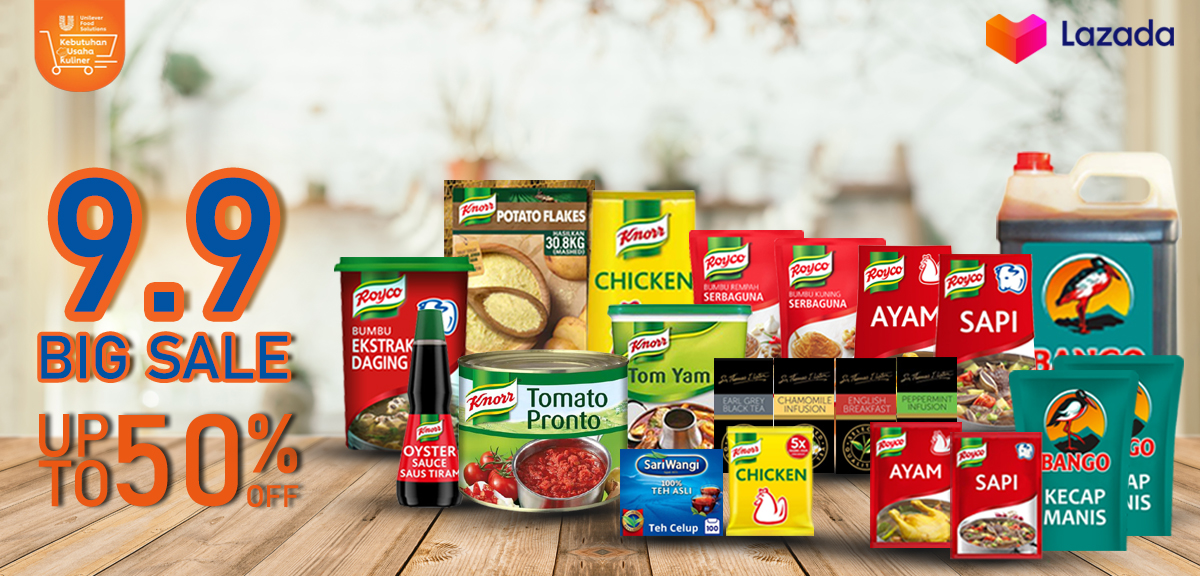 Unilever
Food
Solutions
Kebutuhan
Usaha
Kuliner
Lazada
9.9
BIG SALE
UP
TO 50%
OFF
Royco
BUMBU
EKSTRAK
DAGING
Knorr
OYSTER
SAUCE
SAUS TIRAM
Knorr
POTATO FLAKES
HASILKAN
30.8KG
(MASHED)
Knorr
Tomato
Pronto
Knorr
CHICKEN
Knorr
Tom Yam
SariWangi
100%
TEH ASLI
Teh Celup
100
Knorr
5x
CHICKEN
Royco
BUMBU REMPAH
SERBAGUNA
Royco
BUMBU KUNING
SERBAGUNA
Royco
AYAM
Royco
SAPI
EARL GREY
BLACK TEA
CHAMOMILE
INFUSION
ENGLISH
BREAKFAST
PEPPERMINT
INFUSION
Royco
AYAM
Royco
SAPI
BANGO
BANGO
KECAP
MANIS
AP
NIS